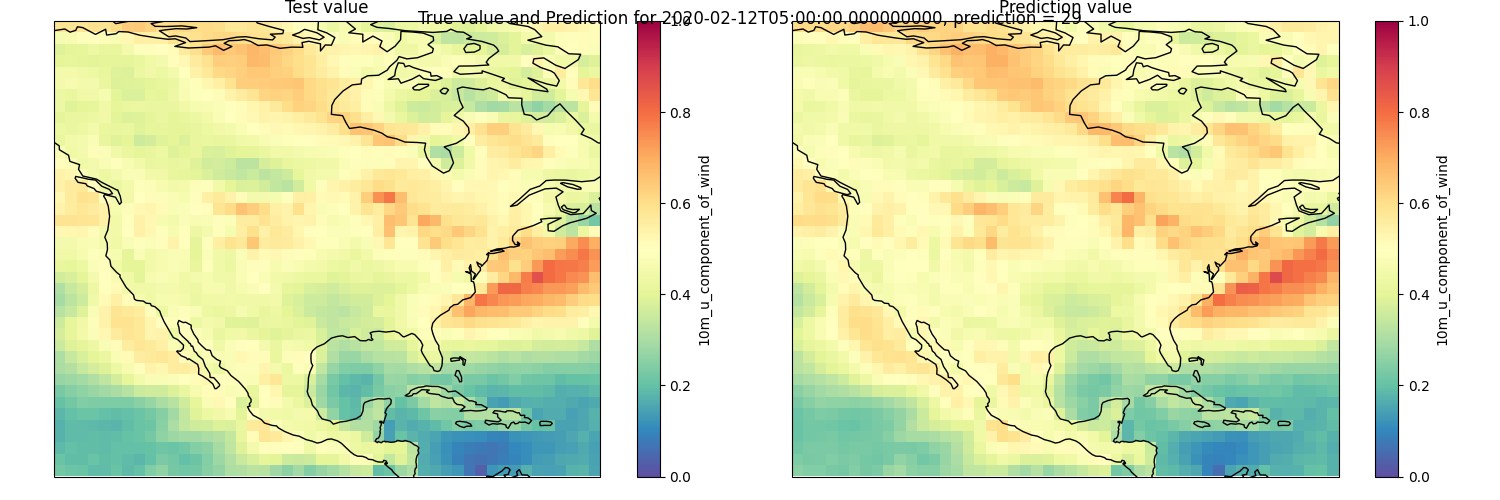 Test value
True value and Prediction for 2020-02-12T05:00:00.000000000, prediction = 29
Prediction value
1.0
0.8
0.6
0.4
0.2
0.0
10m_u_component_of_wind
1.0
0.8
0.6
0.4
0.2
0.0
10m_u_component_of_wind